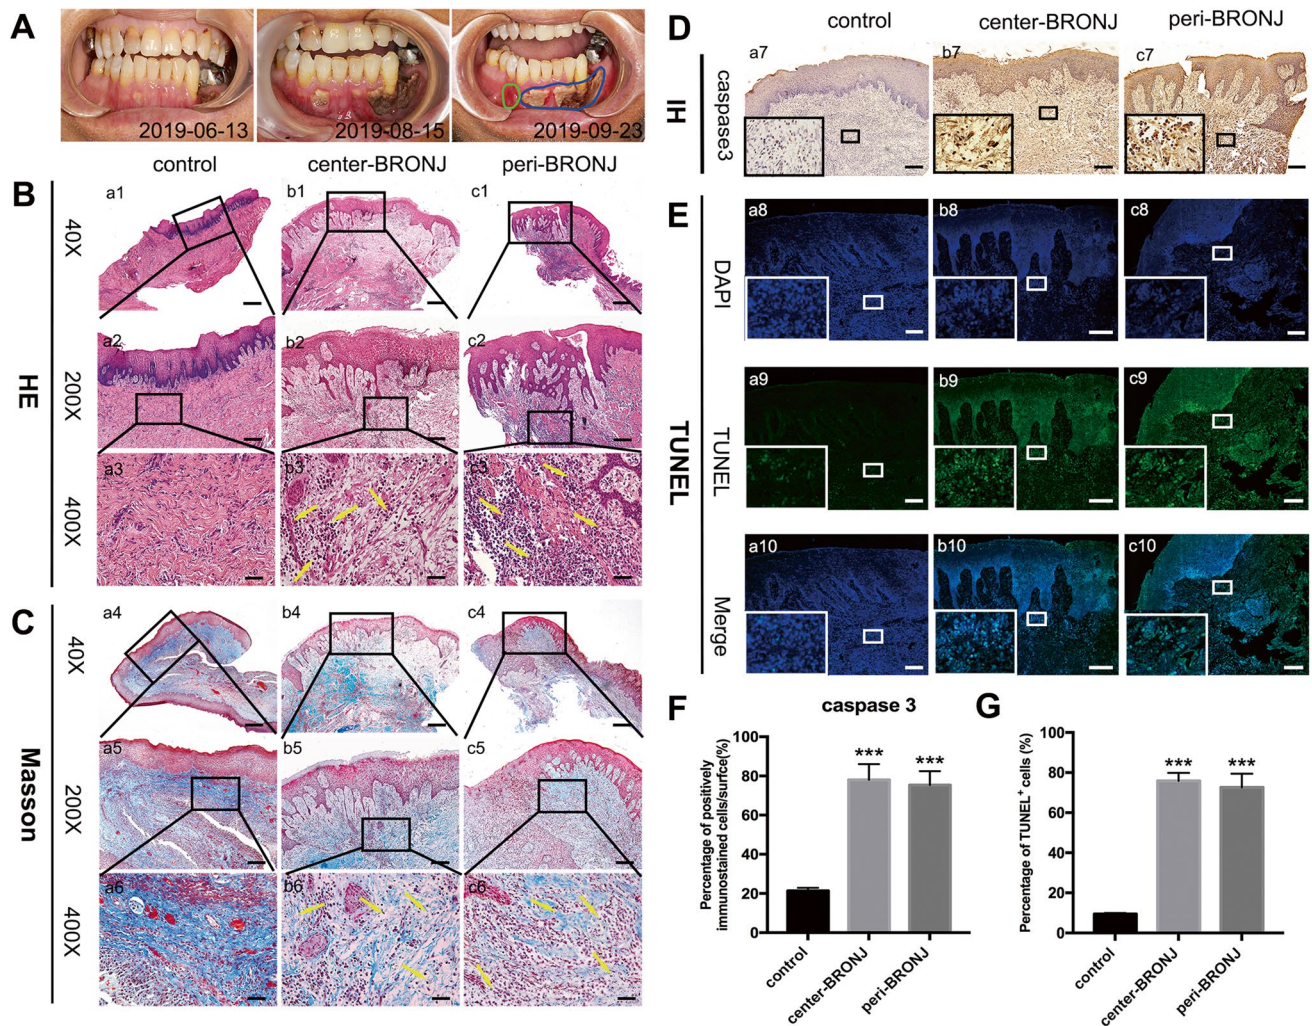 A
2019-06-13
2019-08-15
2019-09-23
control
center-BRONJ
peri-BRONJ
B
HE
40X
a1
b1
c1
200X
a2
b2
c2
400X
a3
b3
c3
C
Masson
40X
a4
b4
c4
200X
a5
b5
c5
400X
a6
b6
c6
D
control
center-BRONJ
peri-BRONJ
IH
caspase3
a7
b7
c7
E
TUNEL
DAPI
a8
b8
c8
TUNEL
a9
b9
c9
Merge
a10
b10
c10
F
caspase 3
Percentage of positively
immunostained cells/surfce(%)
100
80
60
40
20
0
***
***
control
center-BRONJ
peri-BRONJ
G
Percentage of TUNEL+ cells (%)
100
80
60
40
20
0
***
***
control
center-BRONJ
peri-BRONJ